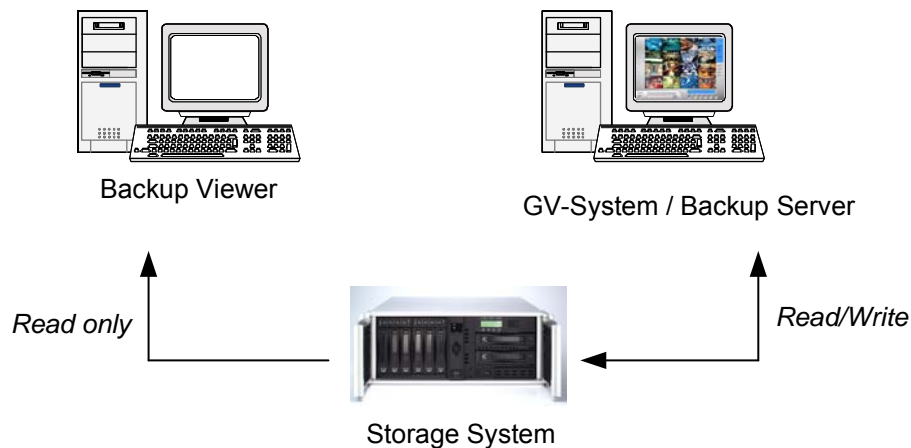 Backup Viewer
GV-System / Backup Server
Read only
Read/Write
Storage System